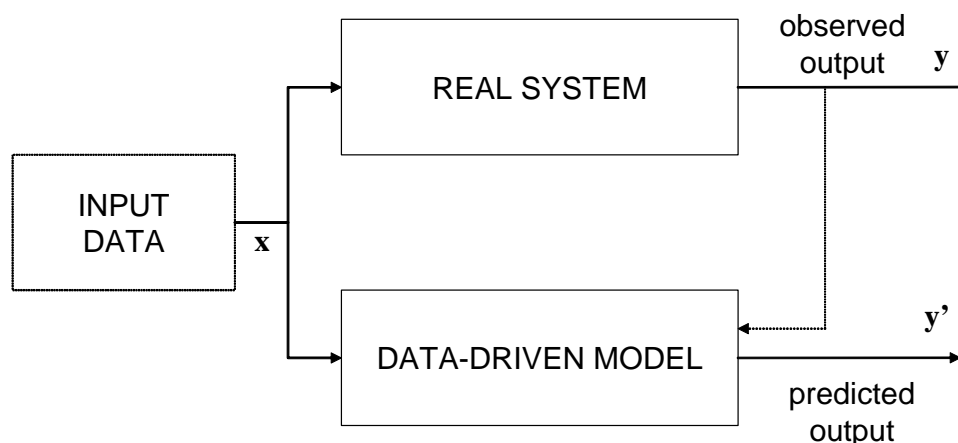 observed
output
y
REAL SYSTEM
INPUT
DATA
x
y’
DATA-DRIVEN MODEL
predicted
output